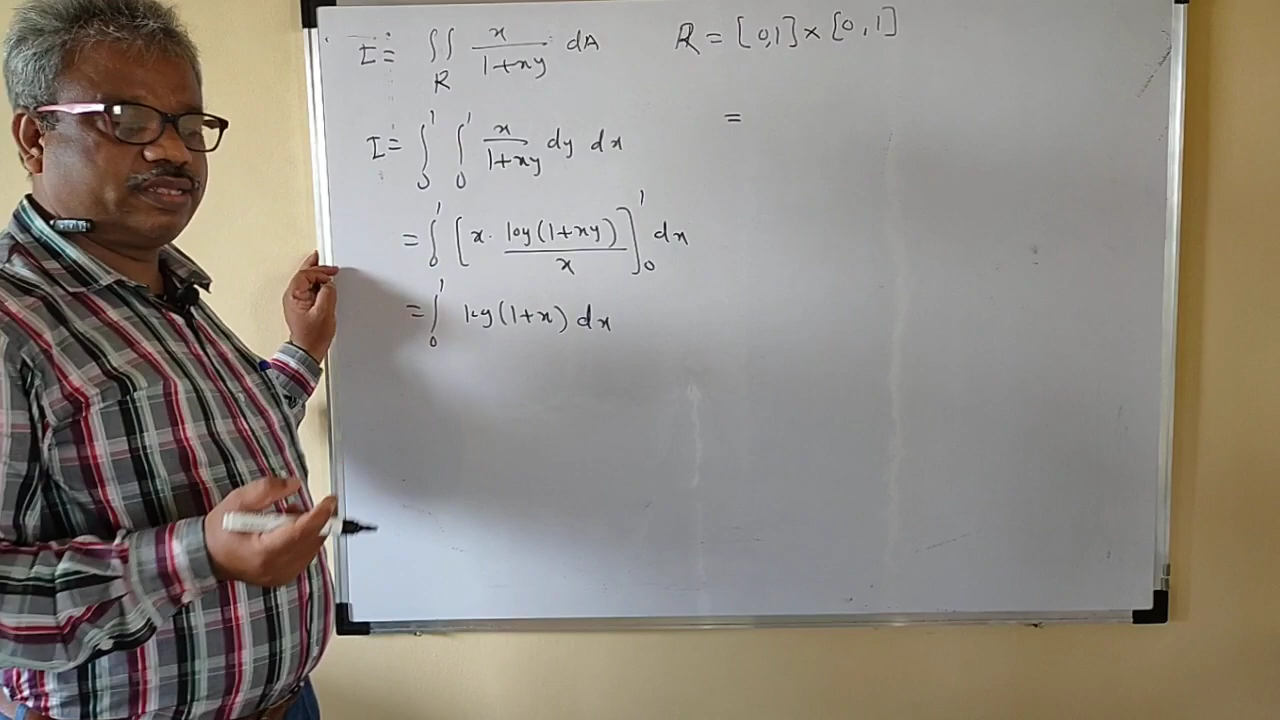 I = ∫∫_R x/(1+xy) dA R = [0,1] × [0,1]
I = ∫_0^1 ∫_0^1 x/(1+xy) dy dx =
= ∫_0^1 [x · log(1+xy)/x]_0^1 dx
= ∫_0^1 log(1+x) dx